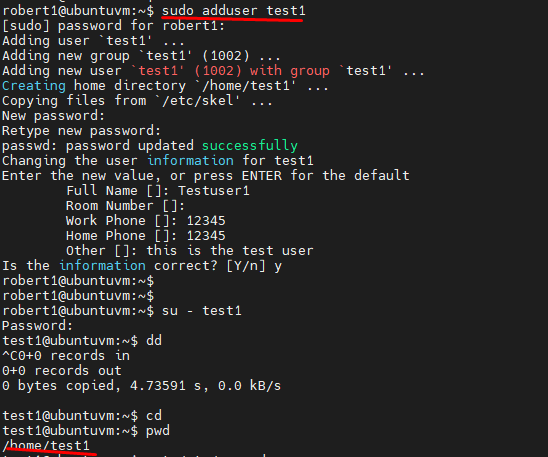 robert1@ubuntuvm:~$ sudo adduser test1
[sudo] password for robert1:
Adding user `test1' ...
Adding new group `test1' (1002) ...
Adding new user `test1' (1002) with group `test1' ...
Creating home directory `/home/test1' ...
Copying files from `/etc/skel' ...
New password:
Retype new password:
passwd: password updated successfully
Changing the user information for test1
Enter the new value, or press ENTER for the default
Full Name []: Testuser1
Room Number []:
Work Phone []: 12345
Home Phone []: 12345
Other []: this is the test user
Is the information correct? [Y/n] y
robert1@ubuntuvm:~$
robert1@ubuntuvm:~$
robert1@ubuntuvm:~$ su - test1
Password:
test1@ubuntuvm:~$ dd
^C0+0 records in
0+0 records out
0 bytes copied, 4.73591 s, 0.0 kB/s
test1@ubuntuvm:~$ cd
test1@ubuntuvm:~$ pwd
/home/test1